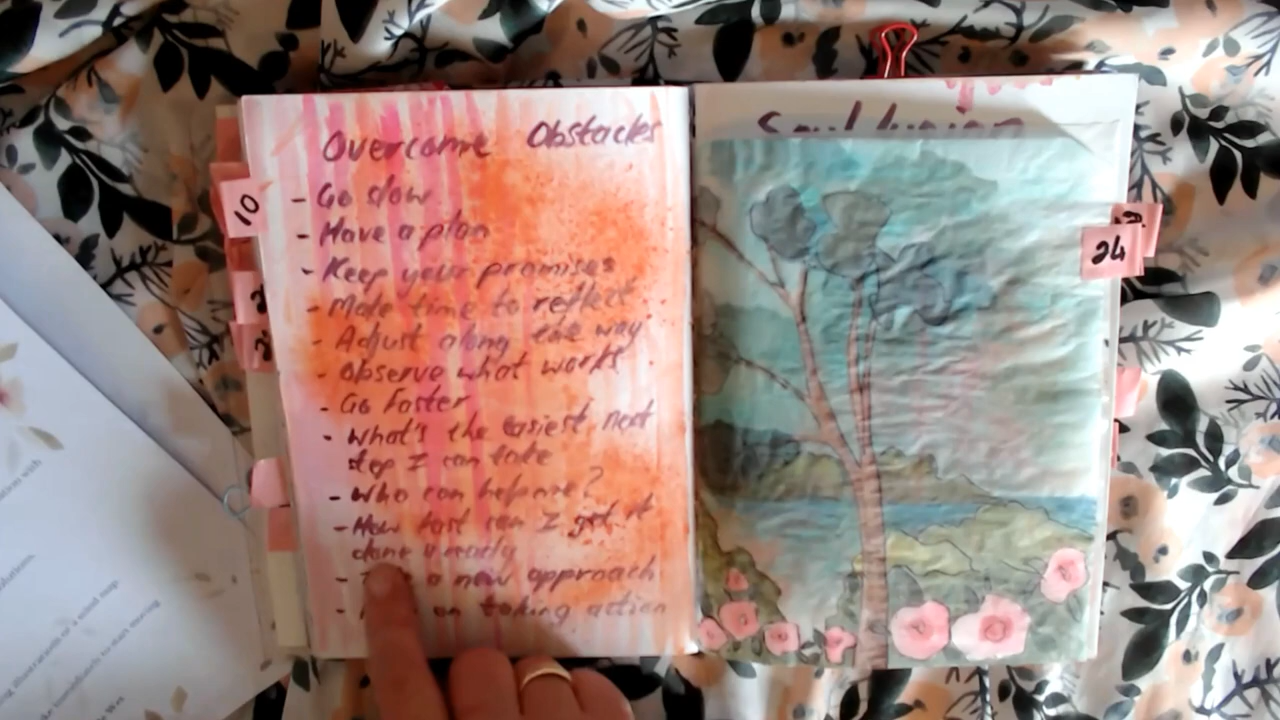 Overcome Obstacles
- Go slow
- Have a plan
- Keep your promises
- Make time to reflect
- Adjust along the way
- Observe what works
- Go Faster
- What's the easiest next
step I can take
- Who can help me?
- How fast can I get it
done &
- a new approach
- on taking action
10
24